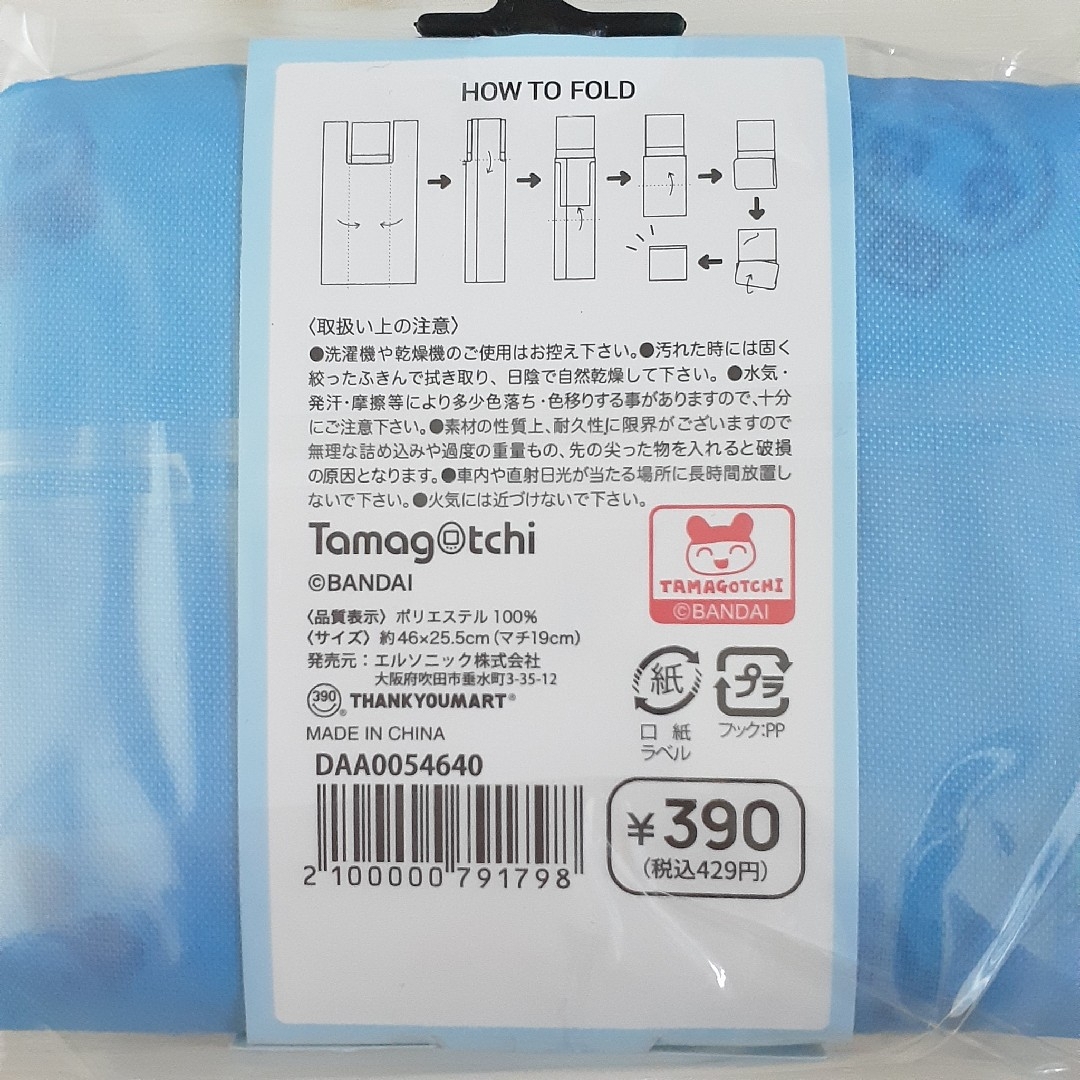 HOW TO FOLD
〈取扱い上の注意〉
●洗濯機や乾燥機のご使用はお控え下さい。●汚れた時には固く
絞ったふきんで拭き取り、日陰で自然乾燥して下さい。●水気・
発汗・摩擦等により多少色落ち・色移りする事がありますので、十分
にご注意下さい。●素材の性質上、耐久性に限界がございますので
無理な詰め込みや過度の重量もの、先の尖った物を入れると破損
の原因となります。●車内や直射日光が当たる場所に長時間放置し
ないで下さい。●火気には近づけないで下さい。
Tamagotchi
©BANDAI
TAMAGOTCHI
©BANDAI
〈品質表示〉ポリエステル100%
〈サイズ〉約46×25.5cm(マチ19cm)
発売元:エルソニック株式会社
大阪府吹田市垂水町3-35-12
390 ® THANKYOUMART®
MADE IN CHINA
紙
口紙
ラベル
プラ
フック:PP
DAA0054640
2 100000 791798
¥390
(税込429円)